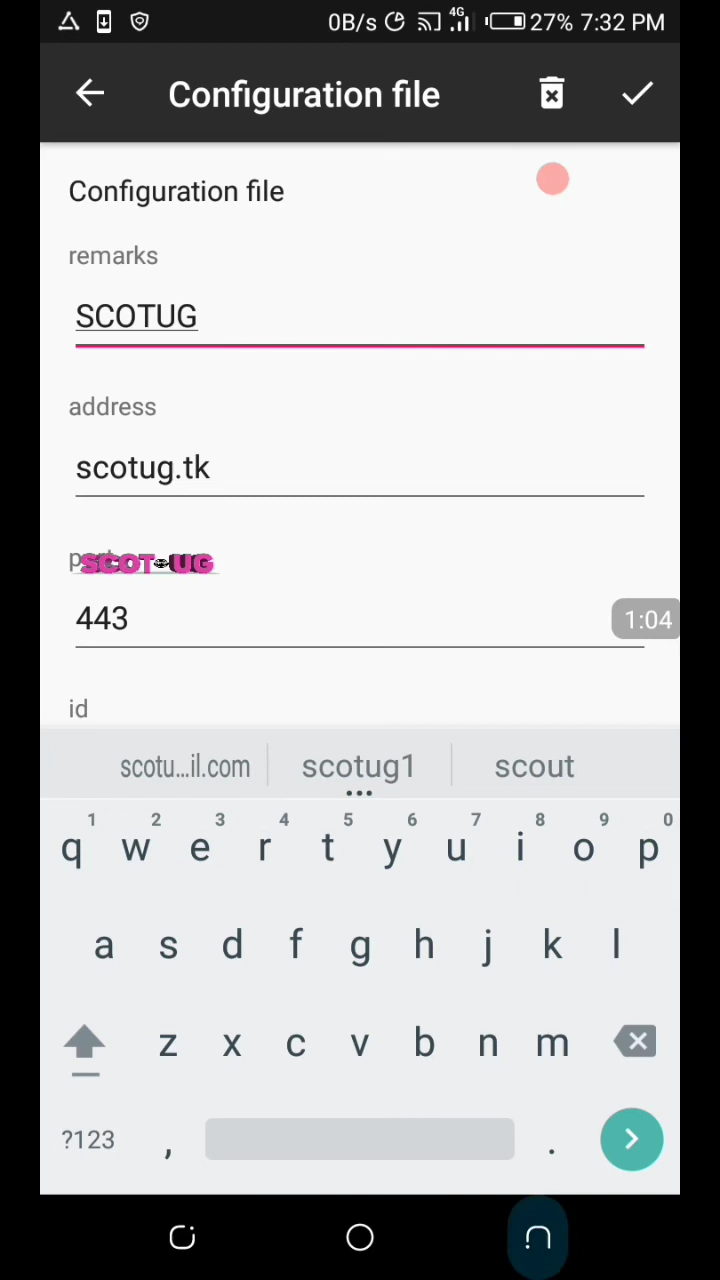 0B/s 4G 27% 7:32 PM
Configuration file
Configuration file
remarks
SCOTUG
address
scotug.tk
port
SCOT UG
443
1:04
id
scotu...il.com scotug1 scout
1 2 3 4 5 6 7 8 9 0
q w e r t y u i o p
a s d f g h j k l
z x c v b n m
?123 , .